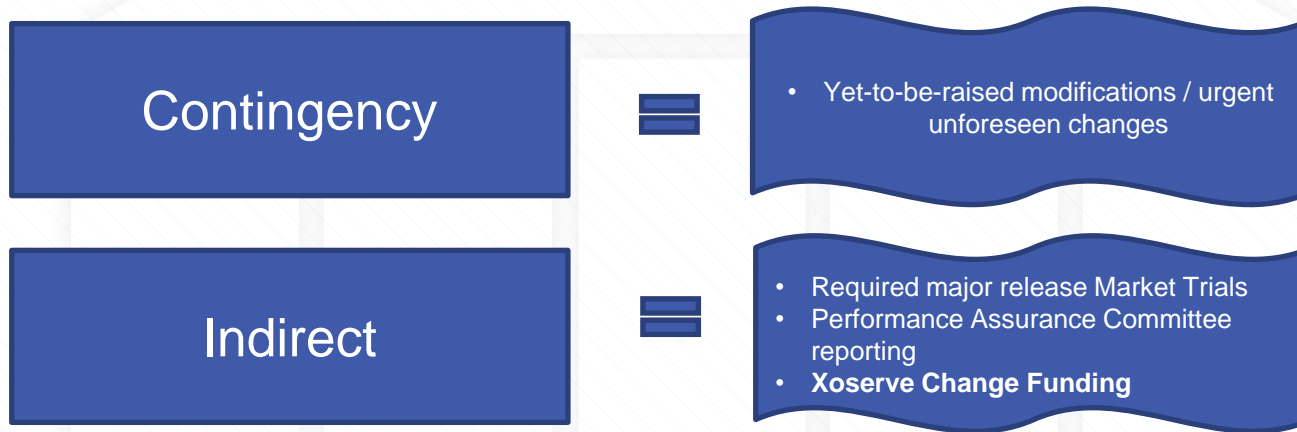 Contingency
• Yet-to-be-raised modifications / urgent
unforeseen changes
Indirect
• Required major release Market Trials
• Performance Assurance Committee
reporting
• Xoserve Change Funding